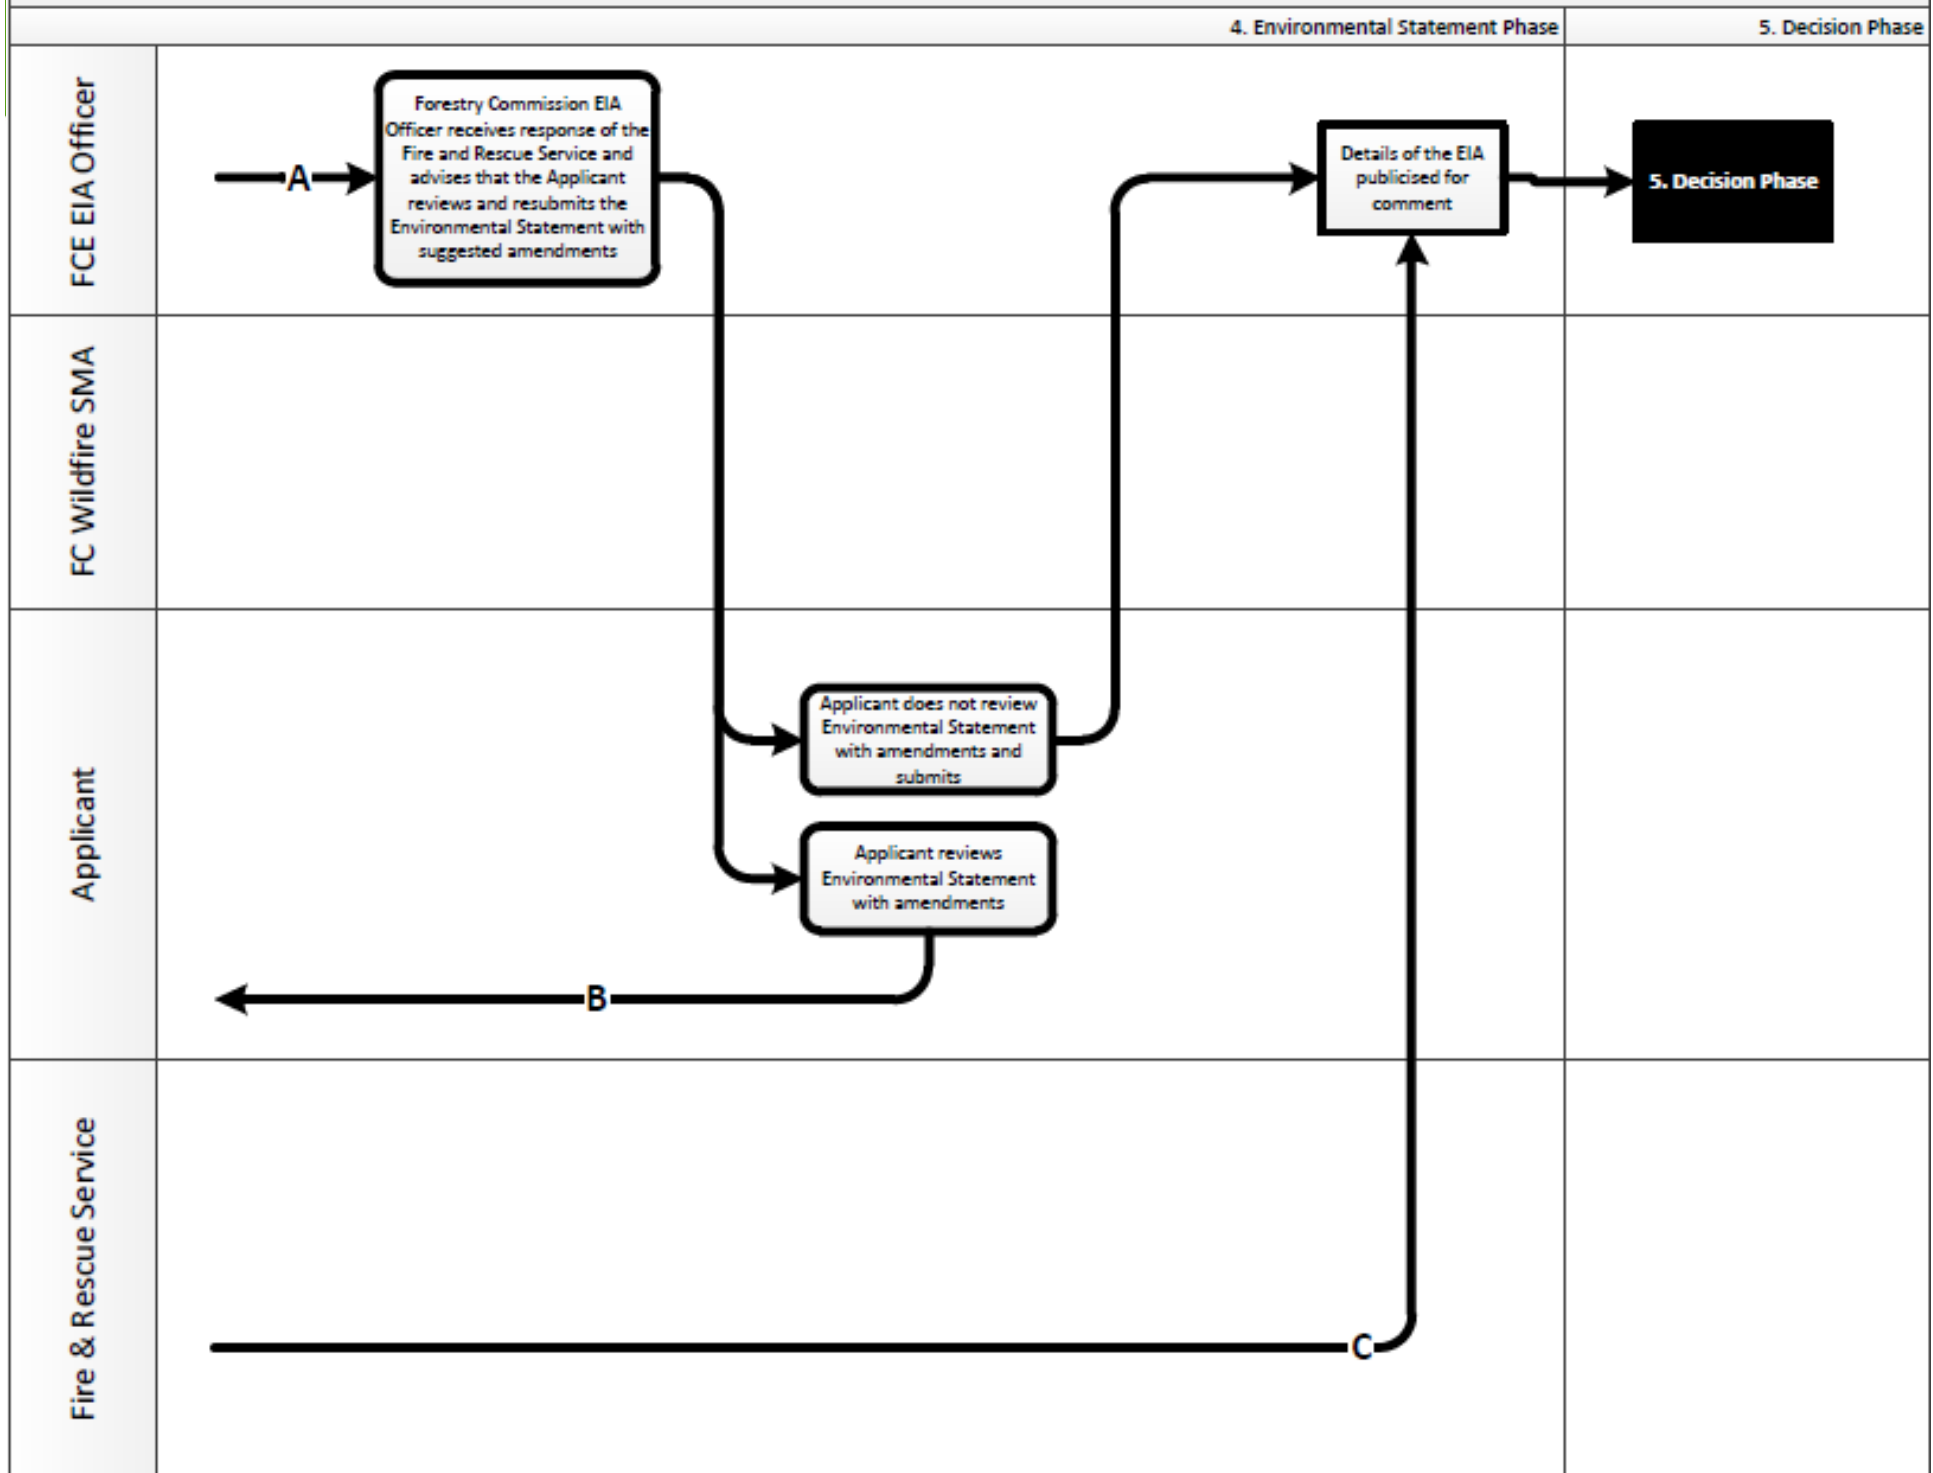 4. Environmental Statement Phase
5. Decision Phase
FCE EIA Officer
A
Forestry Commission EIA
Officer receives response of the
Fire and Rescue Service and
advises that the Applicant
reviews and resubmits the
Environmental Statement with
suggested amendments
Details of the EIA
publicised for
comment
5. Decision Phase
FC Wildfire SMA
Applicant
Applicant does not review
Environmental Statement
with amendments and
submits
Applicant reviews
Environmental Statement
with amendments
B
Fire & Rescue Service
C